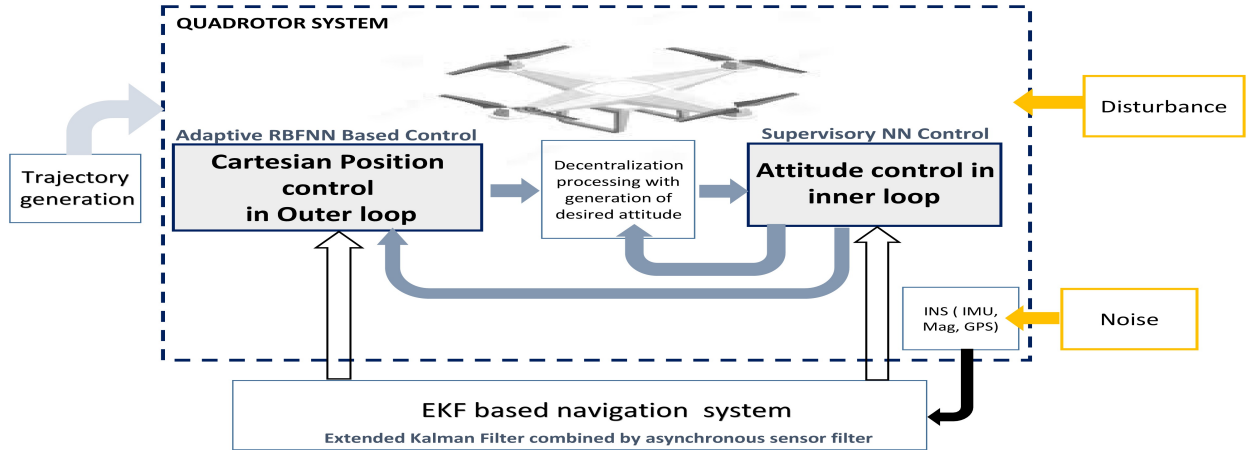 QUADROTOR SYSTEM
Disturbance
Adaptive RBFNN Based Control
Supervisory NN Control
Trajectory
generation
Cartesian Position
control
in Outer loop
Decentralization
processing with
generation of
desired attitude
Attitude control in
inner loop
INS ( IMU,
Mag, GPS)
Noise
EKF based navigation system
Extended Kalman Filter combined by asynchronous sensor filter